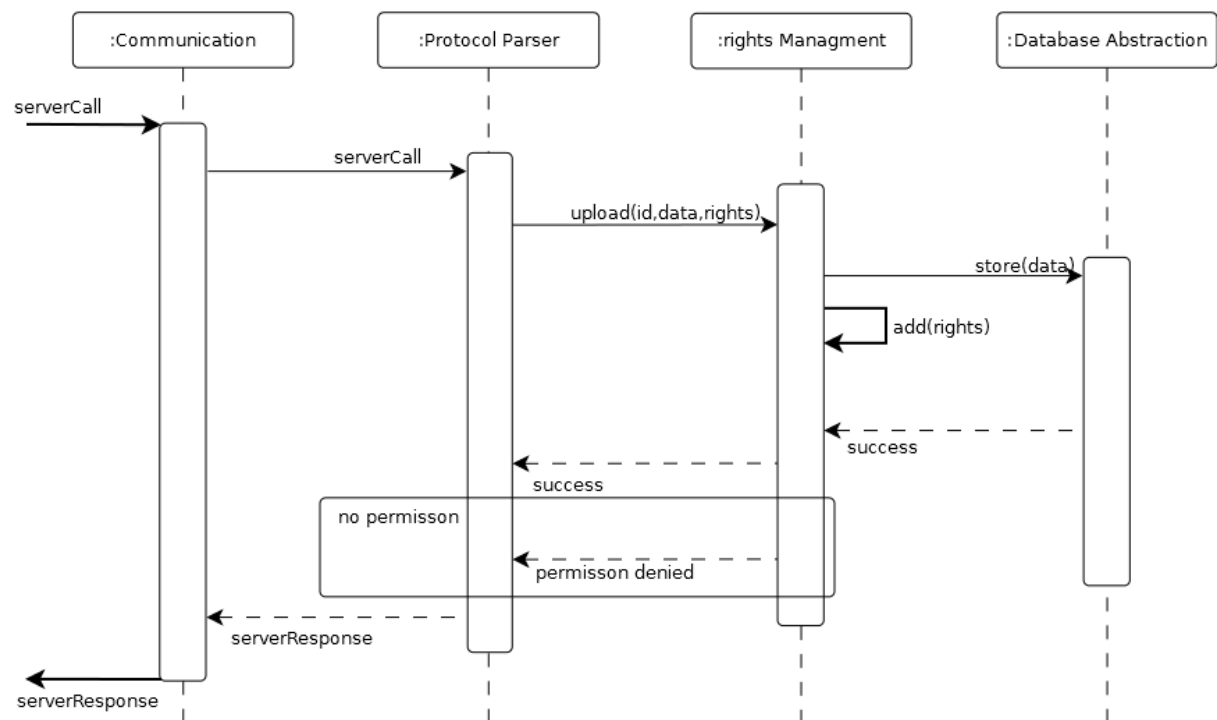 :Communication
:Protocol Parser
:rights Managment
:Database Abstraction
serverCall
serverCall
upload(id,data,rights)
store(data)
add(rights)
success
success
no permisson
permisson denied
serverResponse
serverResponse